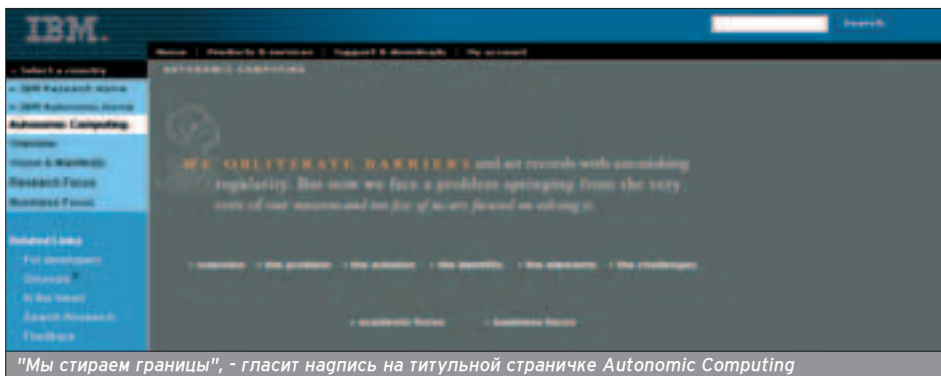 IBM.
Search
Home | Products & services | Support & downloads | My account
Select a country
AUTONOMIC COMPUTING
IBM Research Home
IBM Autonomic Home
Autonomic Computing
Overview
Vision & Manifesto
Research Focus
Business Focus
WE OBLITERATE BARRIERS and set records with astonishing
regularity. But now we face a problem springing from the very
core of our success and too few of us are focused on solving it.
overview the problem the solution the benefits the elements the challenges
academic focus business focus
Related Links
For developers
In the News
Search Research
Feedback
"Мы стираем границы", - гласит надпись на титульной страничке Autonomic Computing